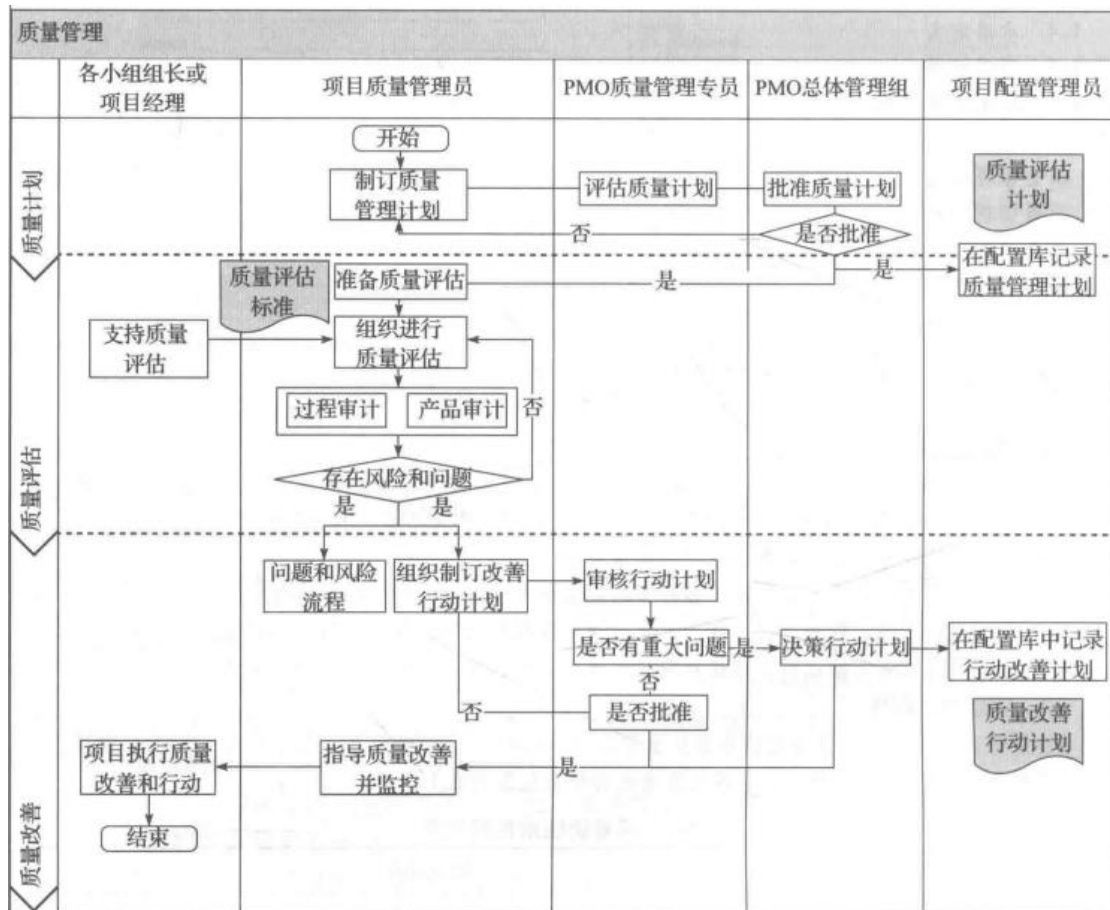 质量管理
各小组组长或
项目经理
项目质量管理员
PMO质量管理专员
PMO总体管理组
项目配置管理员
质量计划
开始
制订质量
管理计划
评估质量计划
批准质量计划
质量评估
计划
否
是否批准
质量评估
质量评估
标准
准备质量评估
是
是
在配置库记录
质量管理计划
支持质量
评估
组织进行
质量评估
过程审计
产品审计
否
存在风险和问题
是
是
质量改善
问题和风险
流程
组织制订改善
行动计划
审核行动计划
是否有重大问题
是
决策行动计划
在配置库中记录
行动改善计划
否
否
是否批准
质量改善
行动计划
项目执行质量
改善和行动
指导质量改善
并监控
是
结束